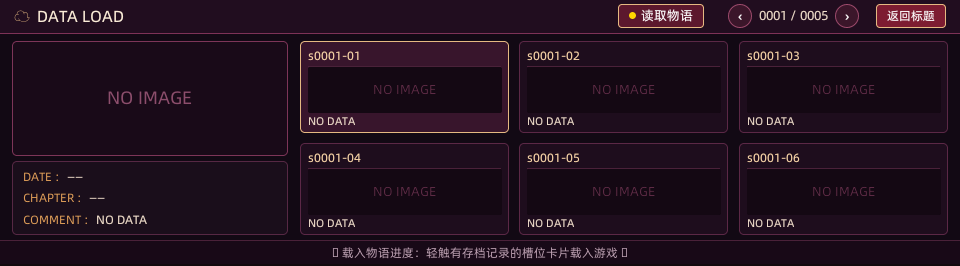 DATA LOAD
读取物语
‹ 0001 / 0005 ›
返回标题
NO IMAGE
DATE： ——
CHAPTER： ——
COMMENT： NO DATA
s0001-01
NO IMAGE
NO DATA
s0001-02
NO IMAGE
NO DATA
s0001-03
NO IMAGE
NO DATA
s0001-04
NO IMAGE
NO DATA
s0001-05
NO IMAGE
NO DATA
s0001-06
NO IMAGE
NO DATA
载入物语进度：轻触有存档记录的槽位卡片载入游戏